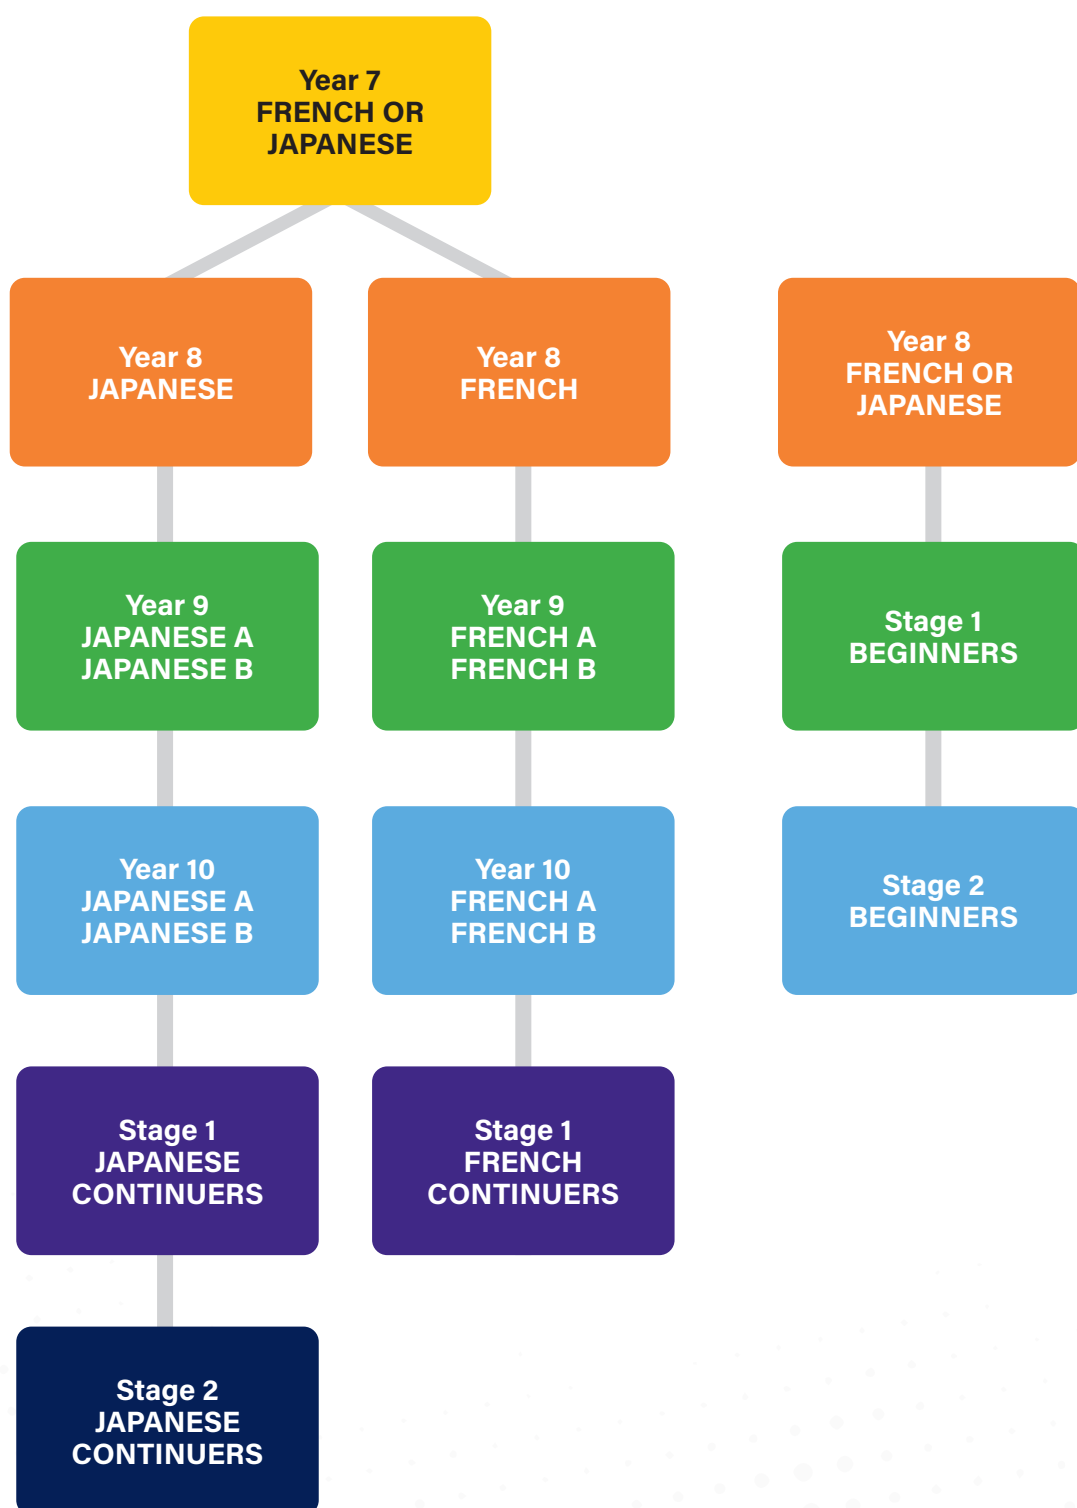 Year 7
FRENCH OR
JAPANESE
Year 8
JAPANESE
Year 8
FRENCH
Year 8
FRENCH OR
JAPANESE
Year 9
JAPANESE A
JAPANESE B
Year 9
FRENCH A
FRENCH B
Stage 1
BEGINNERS
Year 10
JAPANESE A
JAPANESE B
Year 10
FRENCH A
FRENCH B
Stage 2
BEGINNERS
Stage 1
JAPANESE
CONTINUERS
Stage 1
FRENCH
CONTINUERS
Stage 2
JAPANESE
CONTINUERS